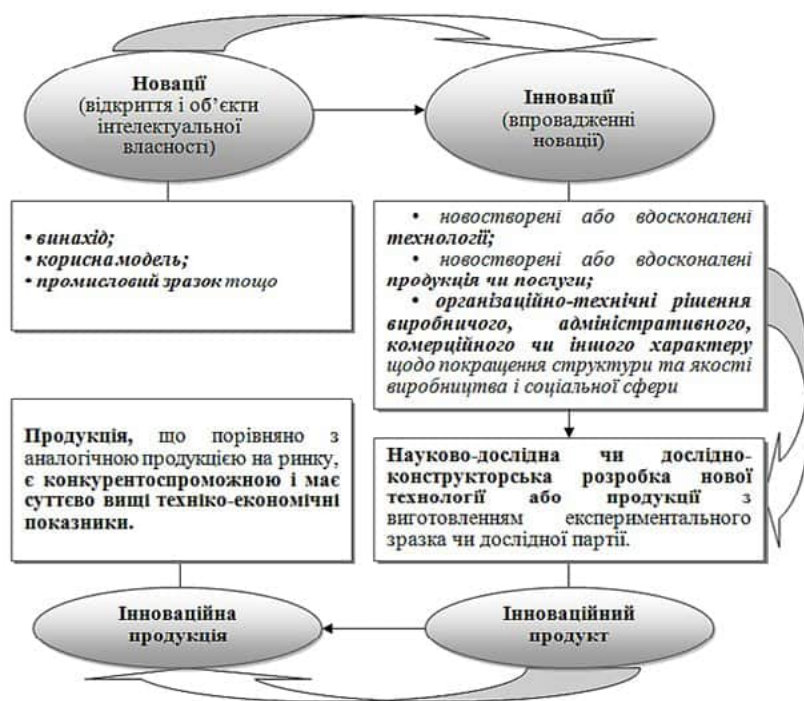 Новації
(відкриття і об’єкти
інтелектуальної
власності)
Інновації
(впровадженні
новації)
• винахід;
• корисна модель;
• промисловий зразок тощо
• новостворені або вдосконалені
технології;
• новостворені або вдосконалені
продукція чи послуги;
• організаційно-технічні рішення
виробничого, адміністративного,
комерційного чи іншого характеру
щодо покращення структури та якості
виробництва і соціальної сфери
Продукція, що порівняно з
аналогічною продукцією на ринку,
є конкурентоспроможною і має
суттєво вищі техніко-економічні
показники.
Науково-дослідна чи дослідно-
конструкторська розробка нової
технології або продукції з
виготовленням експериментального
зразка чи дослідної партії.
Інноваційна
продукція
Інноваційний
продукт